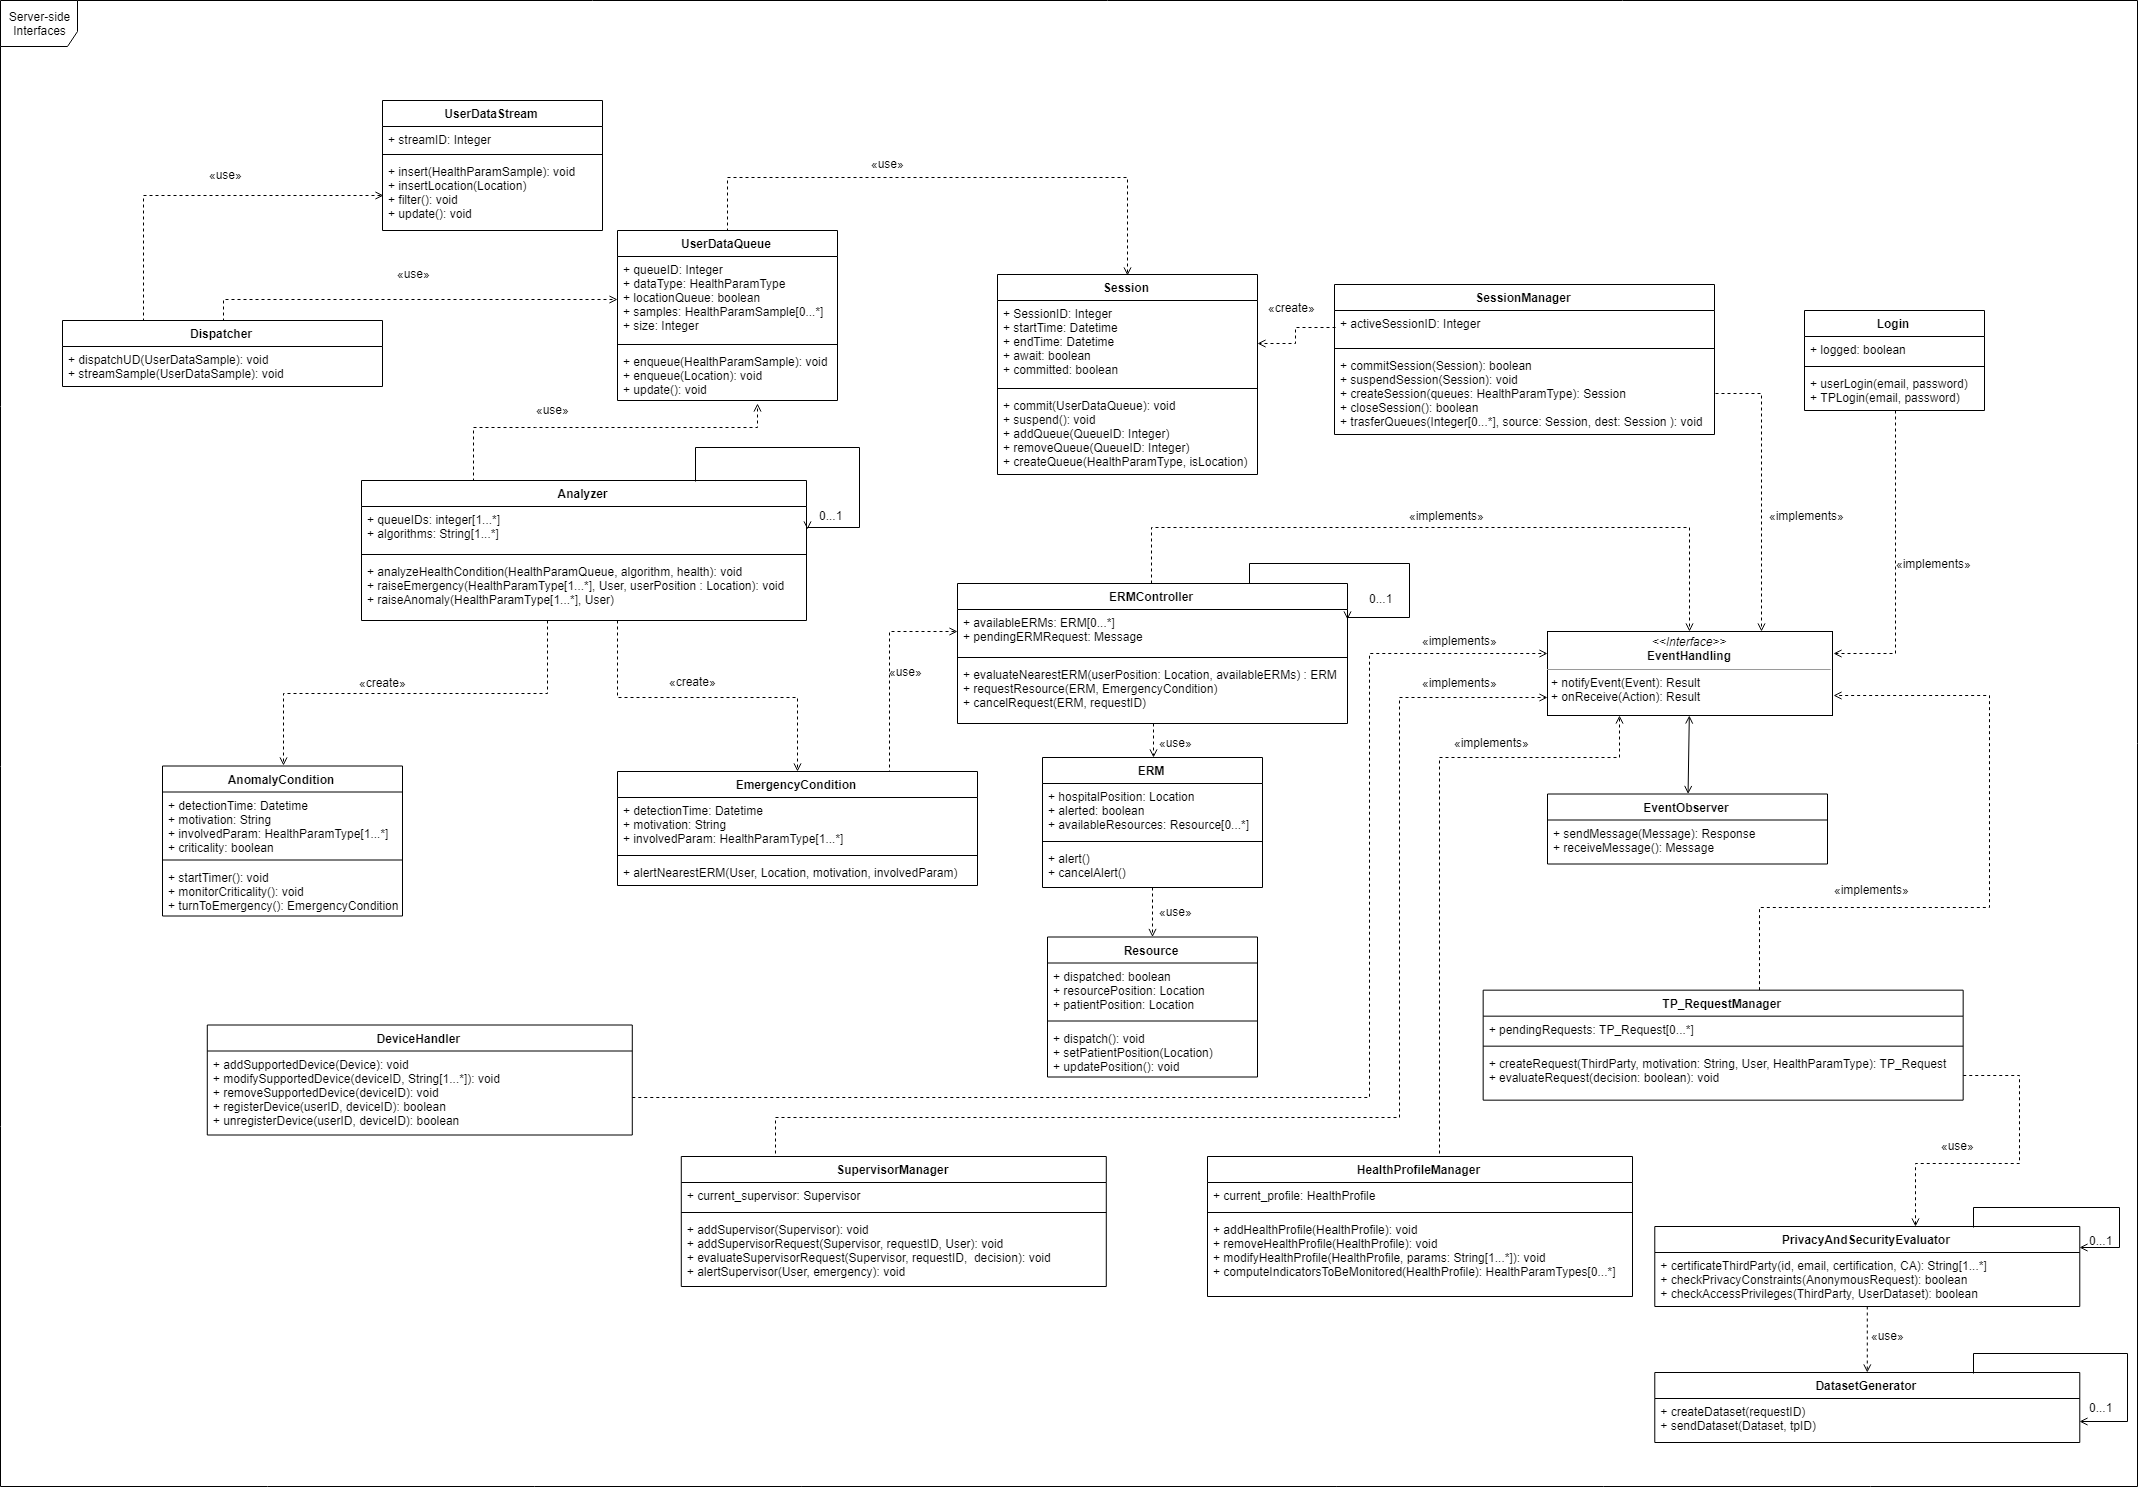 Server-side
Interfaces
UserDataStream
+ streamID: Integer
+ insert(HealthParamSample): void
+ insertLocation(Location)
+ filter(): void
+ update(): void
«use»
«use»
«use»
UserDataQueue
+ queueID: Integer
+ dataType: HealthParamType
+ locationQueue: boolean
+ samples: HealthParamSample[0...*]
+ size: Integer
+ enqueue(HealthParamSample): void
+ enqueue(Location): void
+ update(): void
Dispatcher
+ dispatchUD(UserDataSample): void
+ streamSample(UserDataSample): void
Session
+ SessionID: Integer
+ startTime: Datetime
+ endTime: Datetime
+ await: boolean
+ committed: boolean
+ commit(UserDataQueue): void
+ suspend(): void
+ addQueue(QueueID: Integer)
+ removeQueue(QueueID: Integer)
+ createQueue(HealthParamType, isLocation)
«create»
SessionManager
+ activeSessionID: Integer
+ commitSession(Session): boolean
+ suspendSession(Session): void
+ createSession(queues: HealthParamType): Session
+ closeSession(): boolean
+ trasferQueues(Integer[0...*], source: Session, dest: Session ): void
Login
+ logged: boolean
+ userLogin(email, password)
+ TPLogin(email, password)
«use»
Analyzer
+ queueIDs: integer[1...*]
+ algorithms: String[1...*]
+ analyzeHealthCondition(HealthParamQueue, algorithm, health): void
+ raiseEmergency(HealthParamType[1...*], User, userPosition : Location): void
+ raiseAnomaly(HealthParamType[1...*], User)
0...1
«implements»
«implements»
«implements»
ERMController
+ availableERMs: ERM[0...*]
+ pendingERMRequest: Message
+ evaluateNearestERM(userPosition: Location, availableERMs) : ERM
+ requestResource(ERM, EmergencyCondition)
+ cancelRequest(ERM, requestID)
0...1
«implements»
«implements»
«implements»
<<Interface>>
EventHandling
+ notifyEvent(Event): Result
+ onReceive(Action): Result
«create»
«create»
«use»
«use»
AnomalyCondition
+ detectionTime: Datetime
+ motivation: String
+ involvedParam: HealthParamType[1...*]
+ criticality: boolean
+ startTimer(): void
+ monitorCriticality(): void
+ turnToEmergency(): EmergencyCondition
EmergencyCondition
+ detectionTime: Datetime
+ motivation: String
+ involvedParam: HealthParamType[1...*]
+ alertNearestERM(User, Location, motivation, involvedParam)
ERM
+ hospitalPosition: Location
+ alerted: boolean
+ availableResources: Resource[0...*]
+ alert()
+ cancelAlert()
«use»
EventObserver
+ sendMessage(Message): Response
+ receiveMessage(): Message
«implements»
Resource
+ dispatched: boolean
+ resourcePosition: Location
+ patientPosition: Location
+ dispatch(): void
+ setPatientPosition(Location)
+ updatePosition(): void
TP_RequestManager
+ pendingRequests: TP_Request[0...*]
+ createRequest(ThirdParty, motivation: String, User, HealthParamType): TP_Request
+ evaluateRequest(decision: boolean): void
DeviceHandler
+ addSupportedDevice(Device): void
+ modifySupportedDevice(deviceID, String[1...*]): void
+ removeSupportedDevice(deviceID): void
+ registerDevice(userID, deviceID): boolean
+ unregisterDevice(userID, deviceID): boolean
«use»
SupervisorManager
+ current_supervisor: Supervisor
+ addSupervisor(Supervisor): void
+ addSupervisorRequest(Supervisor, requestID, User): void
+ evaluateSupervisorRequest(Supervisor, requestID, decision): void
+ alertSupervisor(User, emergency): void
HealthProfileManager
+ current_profile: HealthProfile
+ addHealthProfile(HealthProfile): void
+ removeHealthProfile(HealthProfile): void
+ modifyHealthProfile(HealthProfile, params: String[1...*]): void
+ computeIndicatorsToBeMonitored(HealthProfile): HealthParamTypes[0...*]
PrivacyAndSecurityEvaluator
+ certificateThirdParty(id, email, certification, CA): String[1...*]
+ checkPrivacyConstraints(AnonymousRequest): boolean
+ checkAccessPrivileges(ThirdParty, UserDataset): boolean
0...1
«use»
DatasetGenerator
+ createDataset(requestID)
+ sendDataset(Dataset, tpID)
0...1